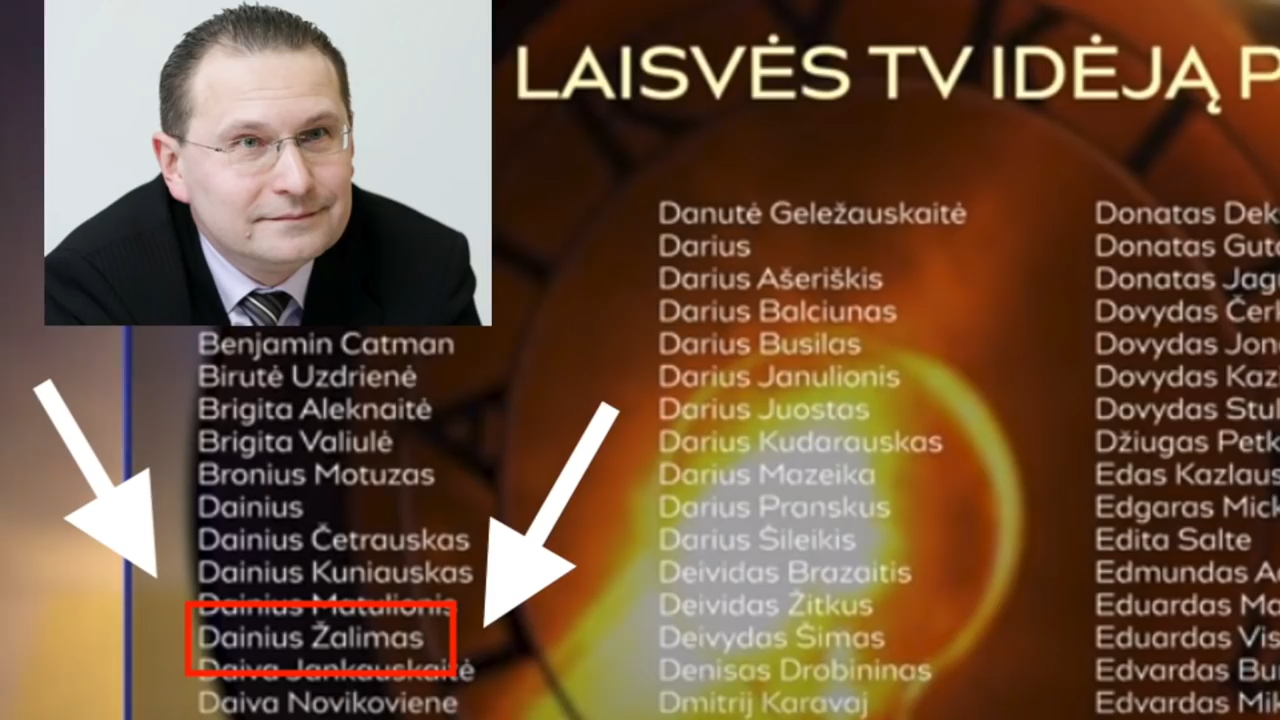 LAISVĖS TV IDĖJĄ P
Benjamin Catman
Birutė Uzdrienė
Brigita Aleknaitė
Brigita Valiulė
Bronius Motuzas
Dainius
Dainius Četrauskas
Dainius Kuniauskas
Dainius Matulionis
Dainius Žalimas
Daiva Jankauskaitė
Daiva Novikoviene
Danutė Geležauskaitė
Darius
Darius Ašeriškis
Darius Balciunas
Darius Busilas
Darius Janulionis
Darius Juostas
Darius Kudarauskas
Darius Mazeika
Darius Pranskus
Darius Šileikis
Deividas Brazaitis
Deividas Žitkus
Deivydas Šimas
Denisas Drobininas
Dmitrij Karavaj
Donatas Dek
Donatas Guto
Donatas Jag
Dovydas Čerk
Dovydas Jon
Dovydas Kaz
Dovydas Stul
Džiugas Petk
Edas Kazlaus
Edgaras Mick
Edita Salte
Edmundas A
Eduardas Ma
Eduardas Vis
Edvardas Bu
Edvardas Mik